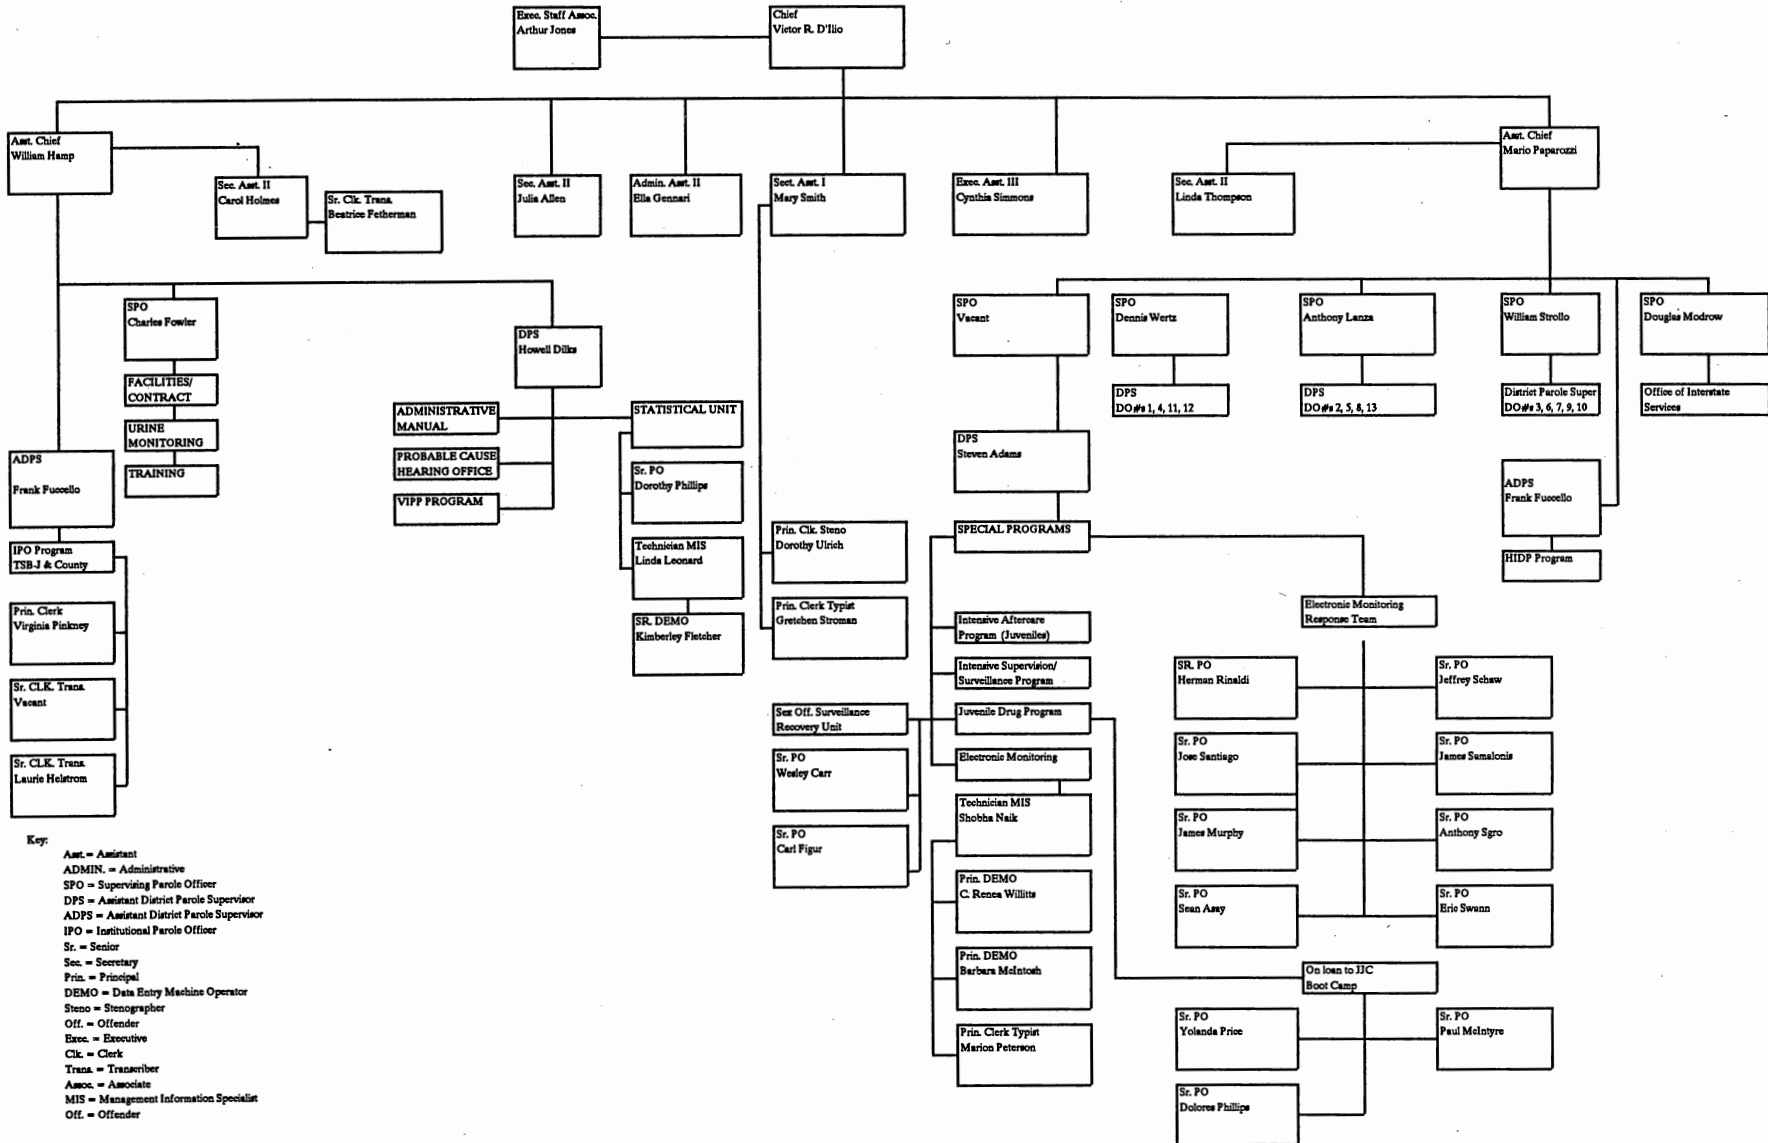 Exec. Staff Assoc.
Arthur Jones
Chief
Victor R. D'Ilio
Asst. Chief
William Hamp
Sec. Asst. II
Carol Holmes
Sr. Clk. Trans.
Beatrice Fetherman
Sec. Asst. II
Julia Allen
Admin. Asst. II
Ella Gennari
Sect. Asst. I
Mary Smith
Exec. Asst. III
Cynthia Simmons
Sec. Asst. II
Linda Thompson
Asst. Chief
Mario Paparozzi
SPO
Charles Fowler
FACILITIES/
CONTRACT
URINE
MONITORING
TRAINING
DPS
Howell Dilks
ADMINISTRATIVE
MANUAL
PROBABLE CAUSE
HEARING OFFICE
VIPP PROGRAM
STATISTICAL UNIT
Sr. PO
Dorothy Phillips
Technician MIS
Linda Leonard
SR. DEMO
Kimberley Fletcher
ADPS
Frank Fuccello
IPO Program
TSB-J & County
Prin. Clerk
Virginia Pinkney
Sr. CLK. Trans.
Vacant
Sr. CLK. Trans.
Laurie Helstrom
Prin. Clk. Steno
Dorothy Ulrich
Prin. Clerk Typist
Gretchen Stroman
SPO
Vacant
SPO
Dennis Wertz
SPO
Anthony Lanza
SPO
William Strollo
SPO
Douglas Modrow
DPS
DO#s 1, 4, 11, 12
DPS
DO#s 2, 5, 8, 13
District Parole Super
DO#s 3, 6, 7, 9, 10
Office of Interstate
Services
DPS
Steven Adams
ADPS
Frank Fuccello
HIDP Program
SPECIAL PROGRAMS
Intensive Aftercare
Program (Juveniles)
Intensive Supervision/
Surveillance Program
Juvenile Drug Program
Electronic Monitoring
Sex Off. Surveillance
Recovery Unit
Sr. PO
Wesley Carr
Sr. PO
Carl Figur
Technician MIS
Shobha Naik
Prin. DEMO
C. Renea Willitts
Prin. DEMO
Barbara McIntosh
Prin. Clerk Typist
Marion Peterson
Electronic Monitoring
Response Team
SR. PO
Herman Rinaldi
Sr. PO
Jeffrey Schaw
Sr. PO
Jose Santiago
Sr. PO
James Samalonis
Sr. PO
James Murphy
Sr. PO
Anthony Sgro
Sr. PO
Sean Asay
Sr. PO
Eric Swann
On loan to JJC
Boot Camp
Sr. PO
Yolanda Price
Sr. PO
Paul McIntyre
Sr. PO
Dolores Phillips
Key:
Asst.= Assistant
ADMIN. = Administrative
SPO = Supervising Parole Officer
DPS = Assistant District Parole Supervisor
ADPS = Assistant District Parole Supervisor
IPO = Institutional Parole Officer
Sr. = Senior
Sec. = Secretary
Prin. = Principal
DEMO = Data Entry Machine Operator
Steno = Stenographer
Off. = Offender
Exec. = Executive
Clk. = Clerk
Trans. = Transcriber
Assoc. = Associate
MIS = Management Information Specialist
Off. = Offender